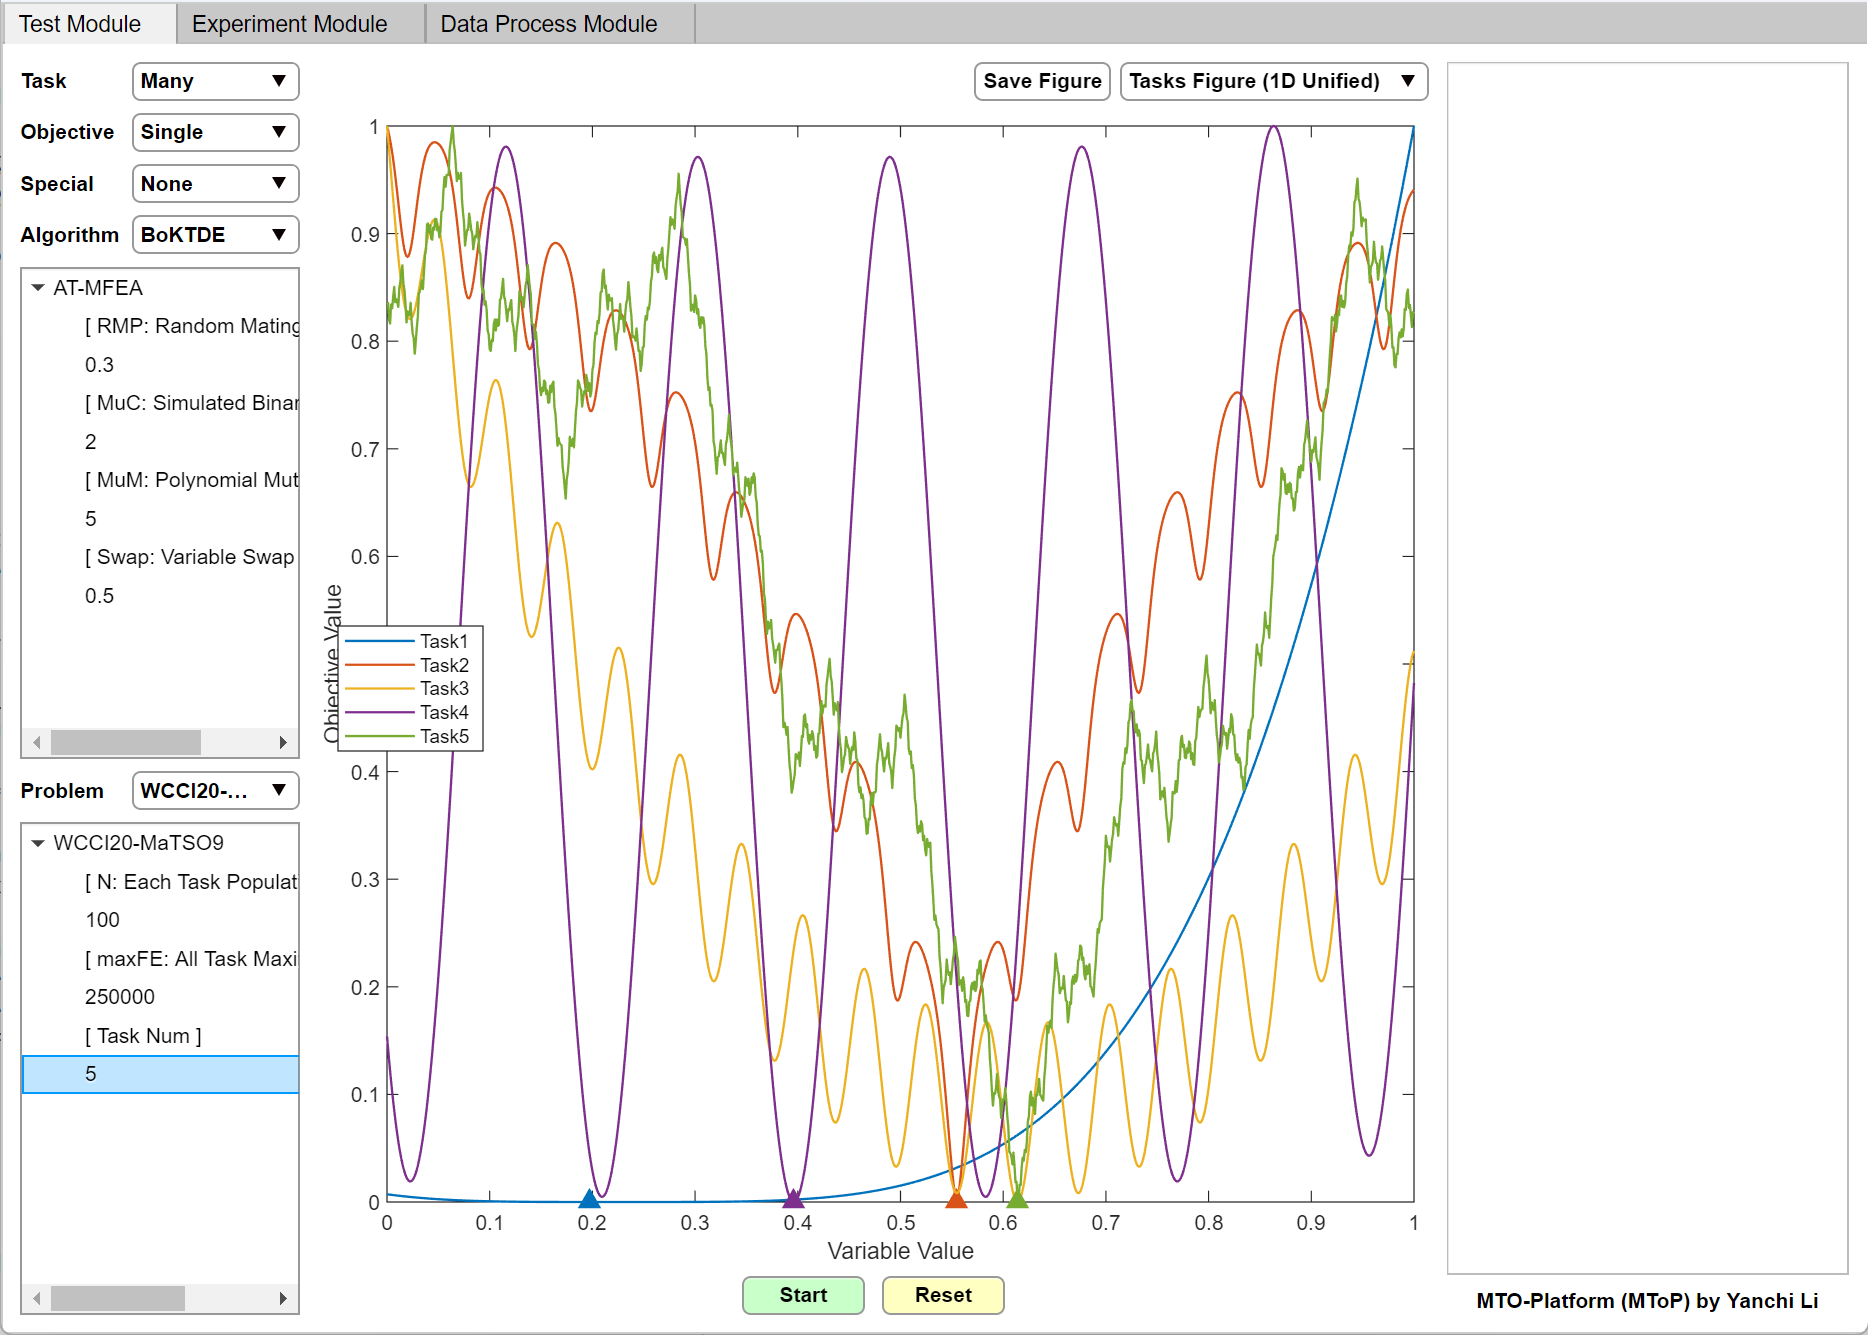 Test Module
Experiment Module
Data Process Module
Task
Many
Objective
Single
Special
None
Algorithm
BoKTDE
AT-MFEA
[ RMP: Random Mating
0.3
[ MuC: Simulated Binar
2
[ MuM: Polynomial Mut
5
[ Swap: Variable Swap
0.5
Problem
WCCI20-...
WCCI20-MaTSO9
[ N: Each Task Populat
100
[ maxFE: All Task Maxi
250000
[ Task Num ]
5
Save Figure
Tasks Figure (1D Unified)
1
0.9
0.8
0.7
0.6
0.4
0.3
0.2
0.1
0
Objective Value
Task1
Task2
Task3
Task4
Task5
0 0.1 0.2 0.3 0.4 0.5 0.6 0.7 0.8 0.9 1
Variable Value
Start
Reset
MTO-Platform (MToP) by Yanchi Li